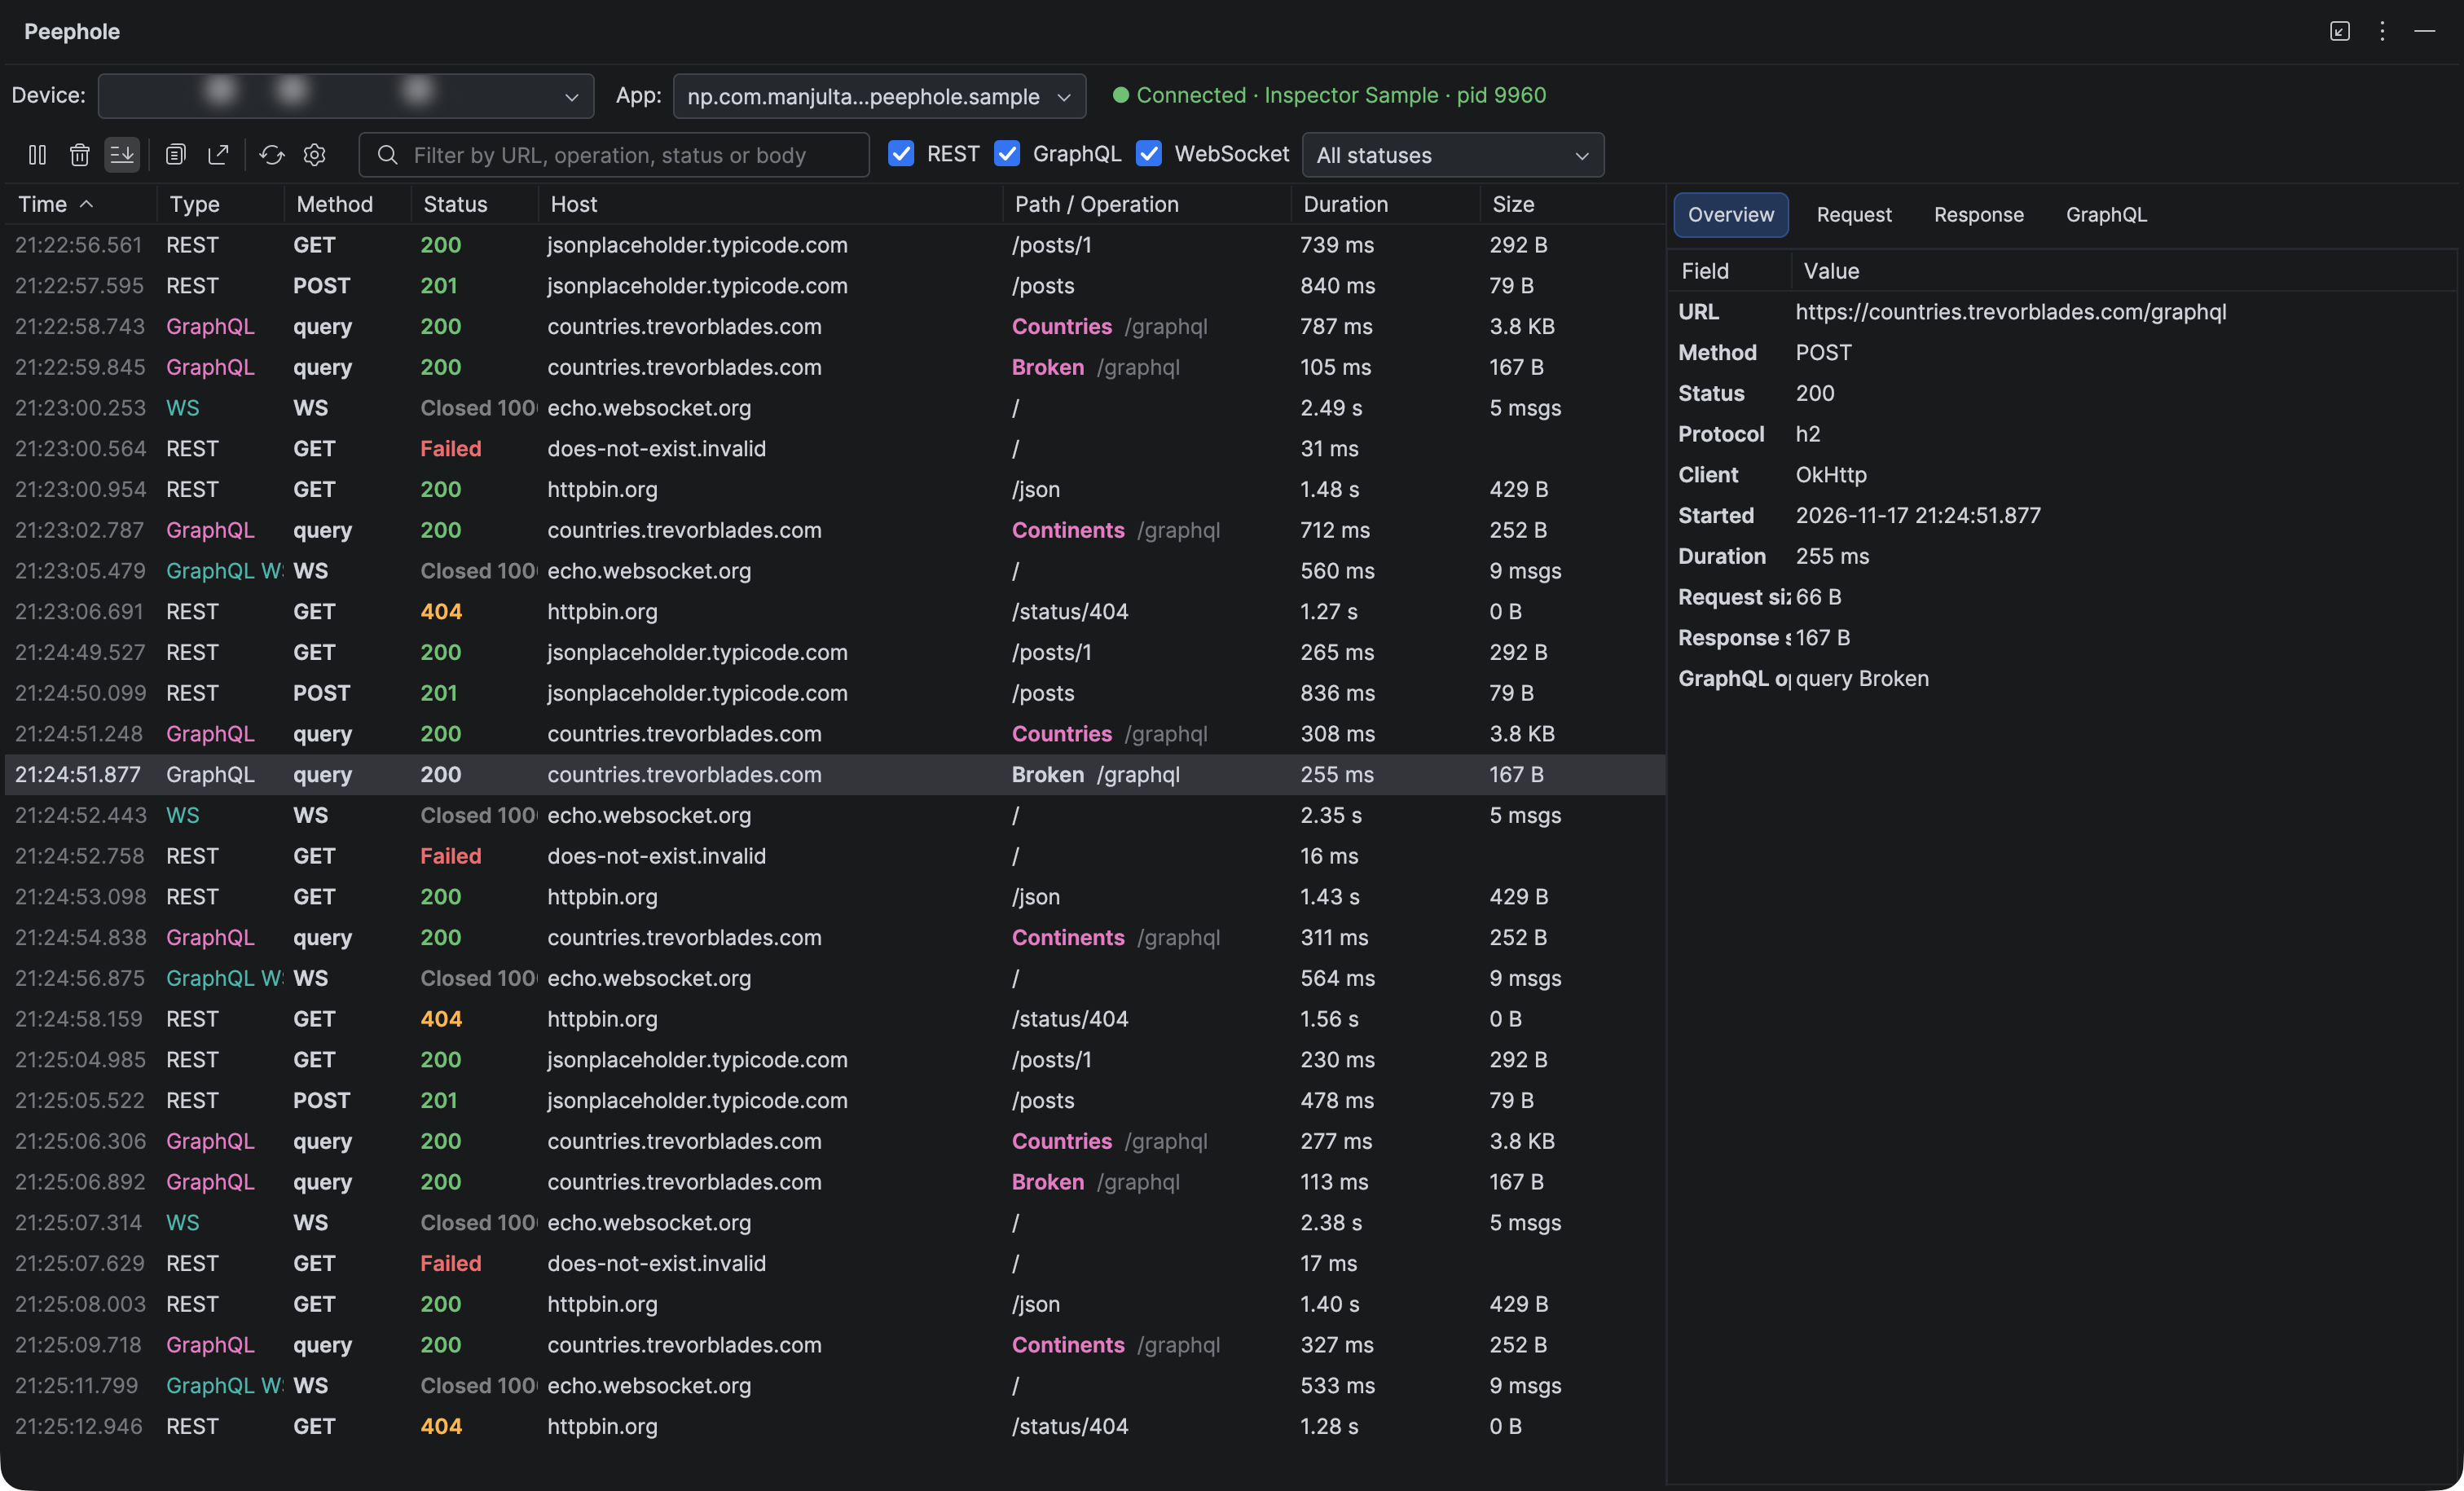 Peephole
Device: App: np.com.manjulta...peephole.sample Connected · Inspector Sample · pid 9960
Filter by URL, operation, status or body REST GraphQL WebSocket All statuses
Time Type Method Status Host Path / Operation Duration Size
21:22:56.561 REST GET 200 jsonplaceholder.typicode.com /posts/1 739 ms 292 B
21:22:57.595 REST POST 201 jsonplaceholder.typicode.com /posts 840 ms 79 B
21:22:58.743 GraphQL query 200 countries.trevorblades.com Countries /graphql 787 ms 3.8 KB
21:22:59.845 GraphQL query 200 countries.trevorblades.com Broken /graphql 105 ms 167 B
21:23:00.253 WS WS Closed 100 echo.websocket.org / 2.49 s 5 msgs
21:23:00.564 REST GET Failed does-not-exist.invalid / 31 ms
21:23:00.954 REST GET 200 httpbin.org /json 1.48 s 429 B
21:23:02.787 GraphQL query 200 countries.trevorblades.com Continents /graphql 712 ms 252 B
21:23:05.479 GraphQL W WS Closed 100 echo.websocket.org / 560 ms 9 msgs
21:23:06.691 REST GET 404 httpbin.org /status/404 1.27 s 0 B
21:24:49.527 REST GET 200 jsonplaceholder.typicode.com /posts/1 265 ms 292 B
21:24:50.099 REST POST 201 jsonplaceholder.typicode.com /posts 836 ms 79 B
21:24:51.248 GraphQL query 200 countries.trevorblades.com Countries /graphql 308 ms 3.8 KB
21:24:51.877 GraphQL query 200 countries.trevorblades.com Broken /graphql 255 ms 167 B
21:24:52.443 WS WS Closed 100 echo.websocket.org / 2.35 s 5 msgs
21:24:52.758 REST GET Failed does-not-exist.invalid / 16 ms
21:24:53.098 REST GET 200 httpbin.org /json 1.43 s 429 B
21:24:54.838 GraphQL query 200 countries.trevorblades.com Continents /graphql 311 ms 252 B
21:24:56.875 GraphQL W WS Closed 100 echo.websocket.org / 564 ms 9 msgs
21:24:58.159 REST GET 404 httpbin.org /status/404 1.56 s 0 B
21:25:04.985 REST GET 200 jsonplaceholder.typicode.com /posts/1 230 ms 292 B
21:25:05.522 REST POST 201 jsonplaceholder.typicode.com /posts 478 ms 79 B
21:25:06.306 GraphQL query 200 countries.trevorblades.com Countries /graphql 277 ms 3.8 KB
21:25:06.892 GraphQL query 200 countries.trevorblades.com Broken /graphql 113 ms 167 B
21:25:07.314 WS WS Closed 100 echo.websocket.org / 2.38 s 5 msgs
21:25:07.629 REST GET Failed does-not-exist.invalid / 17 ms
21:25:08.003 REST GET 200 httpbin.org /json 1.40 s 429 B
21:25:09.718 GraphQL query 200 countries.trevorblades.com Continents /graphql 327 ms 252 B
21:25:11.799 GraphQL W WS Closed 100 echo.websocket.org / 533 ms 9 msgs
21:25:12.946 REST GET 404 httpbin.org /status/404 1.28 s 0 B
Overview Request Response GraphQL
Field Value
URL https://countries.trevorblades.com/graphql
Method POST
Status 200
Protocol h2
Client OkHttp
Started 2026-11-17 21:24:51.877
Duration 255 ms
Request si 66 B
Response 167 B
GraphQL o query Broken